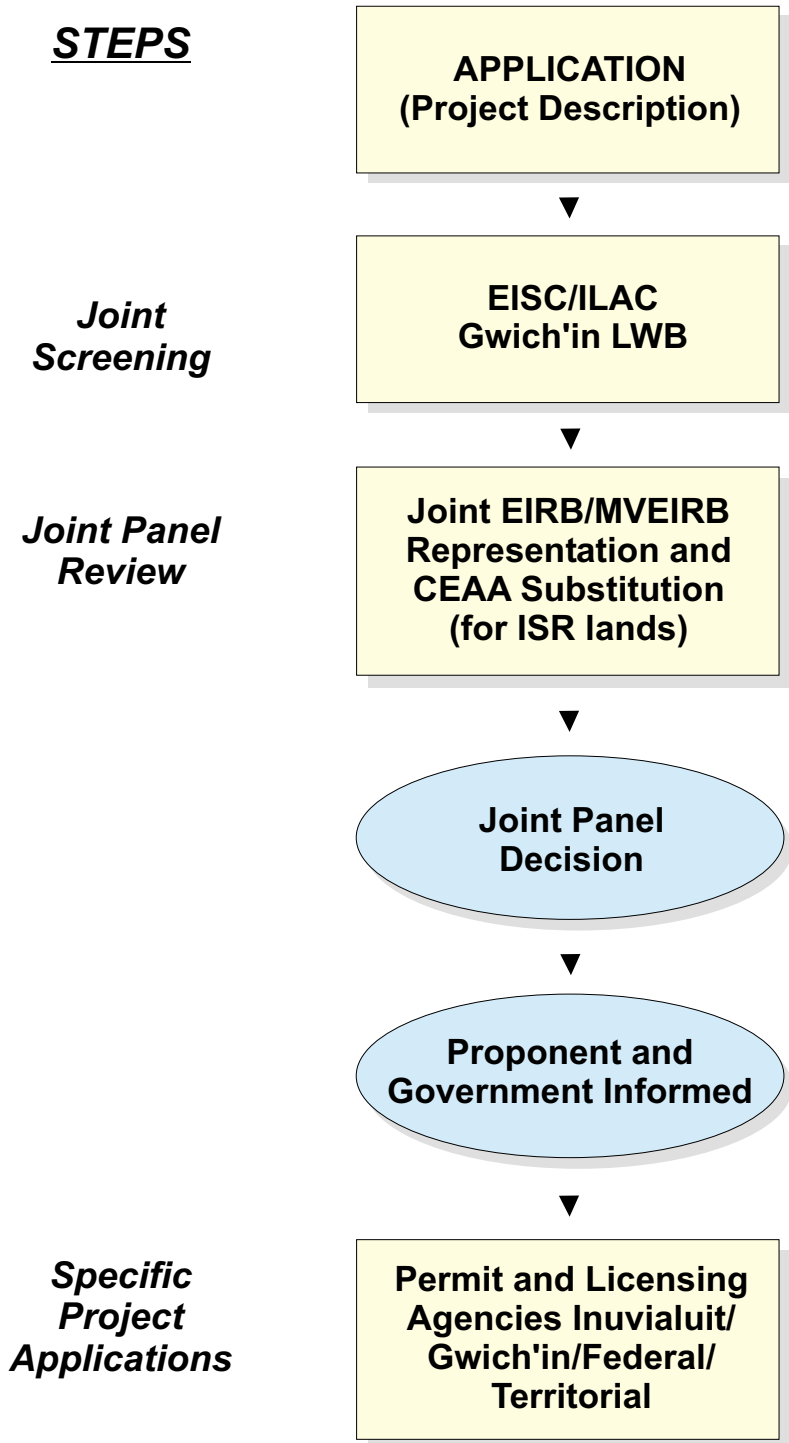 STEPS
APPLICATION
(Project Description)
Joint
Screening
EISC/ILAC
Gwich'in LWB
Joint Panel
Review
Joint EIRB/MVEIRB
Representation and
CEAA Substitution
(for ISR lands)
Joint Panel
Decision
Proponent and
Government Informed
Specific
Project
Applications
Permit and Licensing
Agencies Inuvialuit/
Gwich'in/Federal/
Territorial